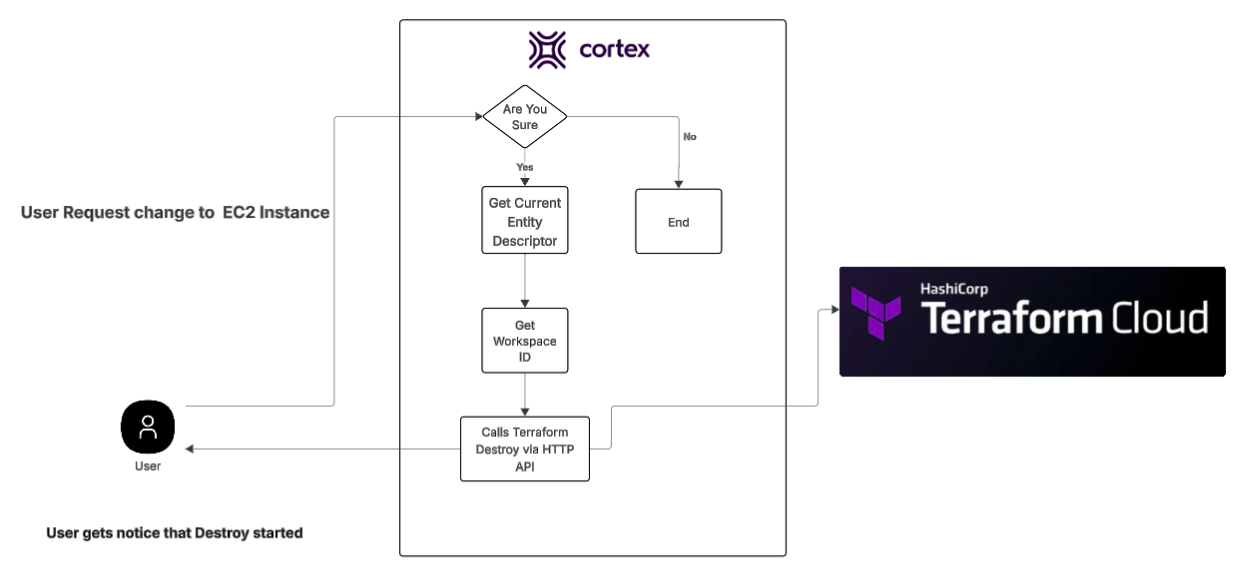 cortex
Are You
Sure
No
Yes
User Request change to EC2 Instance
Get Current
Entity
Descriptor
End
HashiCorp
Terraform Cloud
Get
Workspace
ID
Calls Terraform
Destroy via HTTP
API
User
User gets notice that Destroy started